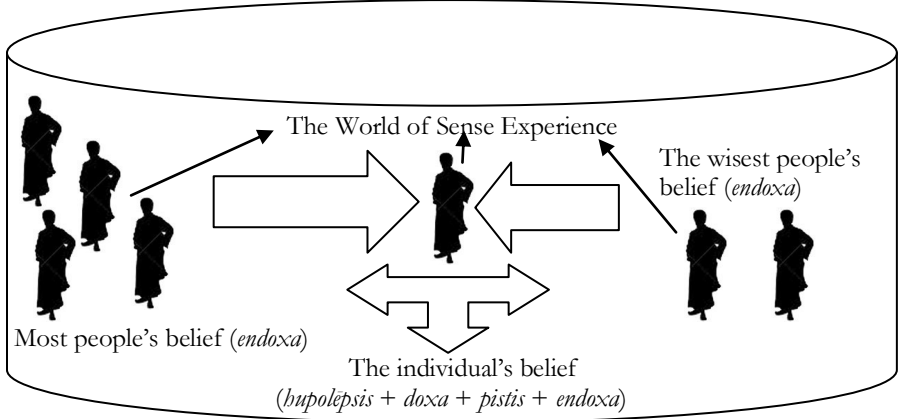 The World of Sense Experience
The wisest people's
belief (endoxa)
Most people's belief (endoxa)
The individual's belief
(hupolēpsis + doxa + pistis + endoxa)